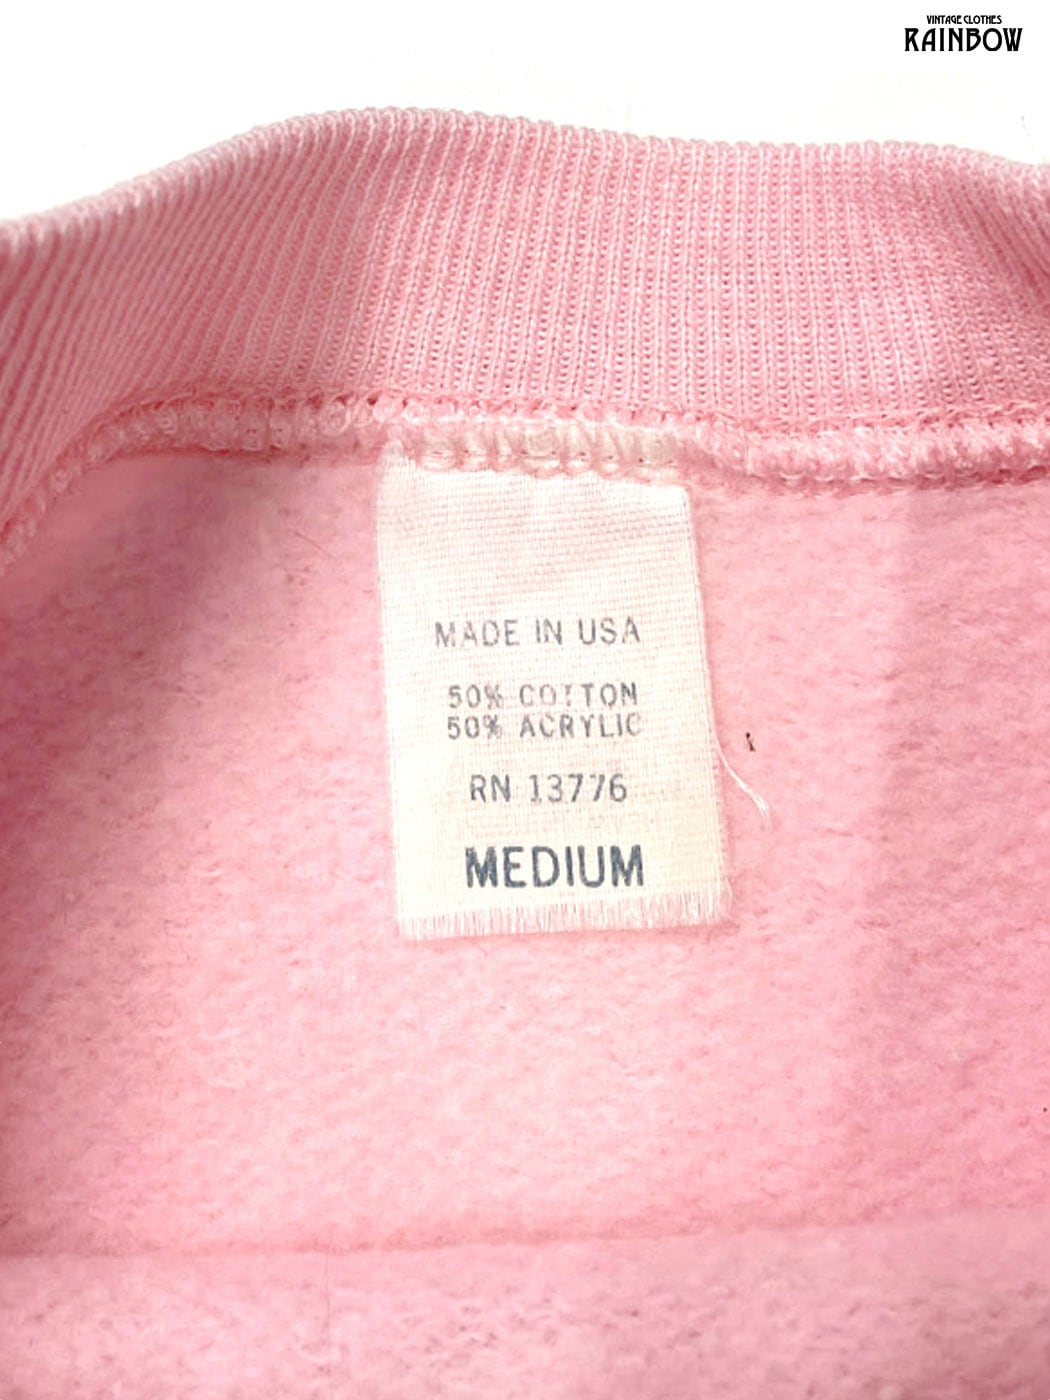 VINTAGE CLOTHES
RAINBOW
MADE IN USA
50% COTTON
50% ACRYLIC
RN 13776
MEDIUM